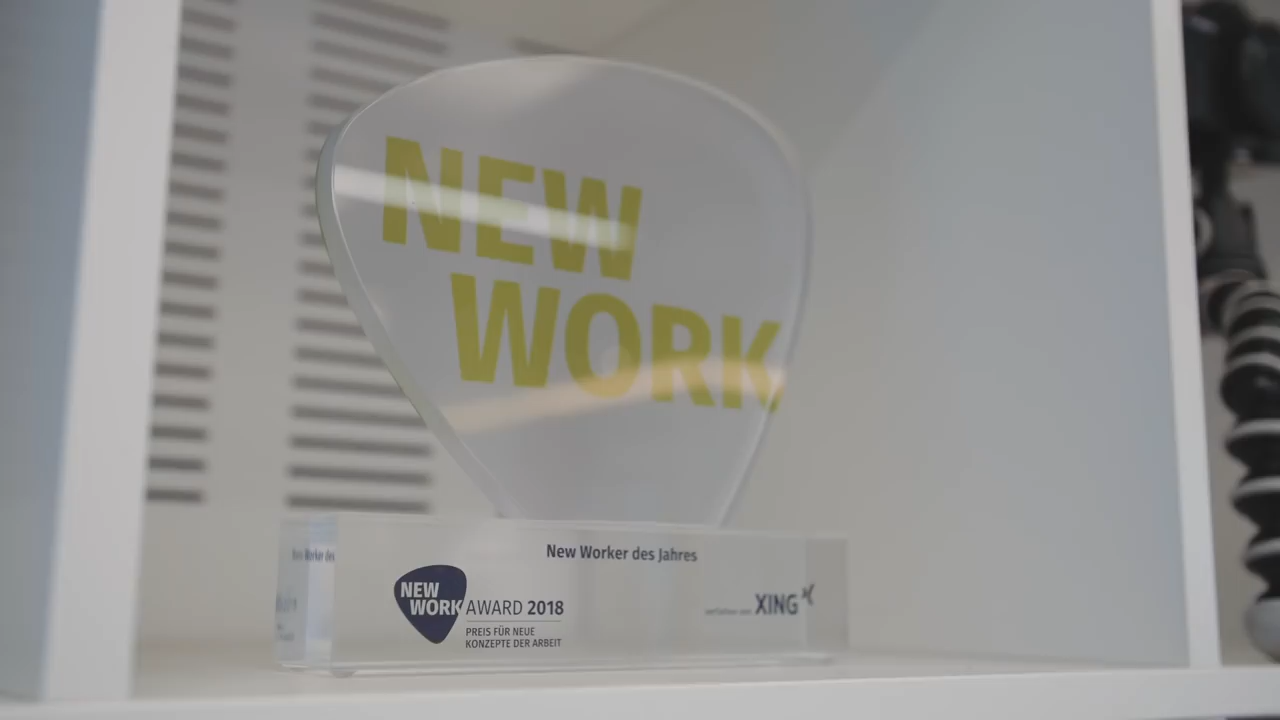 NEW
WORK
New Worker des Jahres
NEW
WORK AWARD 2018
PREIS FÜR NEUE
KONZEPTE DER ARBEIT
XING